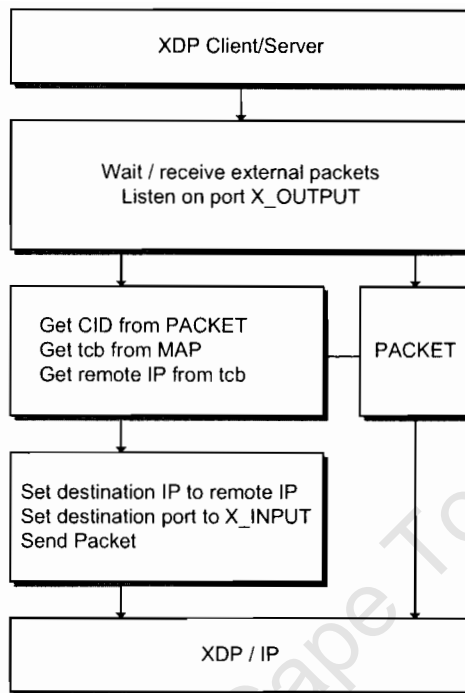 XDP Client/Server
Wait / receive external packets
Listen on port X_OUTPUT
Get CID from PACKET
Get tcb from MAP
Get remote IP from tcb
PACKET
Set destination IP to remote IP
Set destination port to X_INPUT
Send Packet
XDP / IP
Cape To